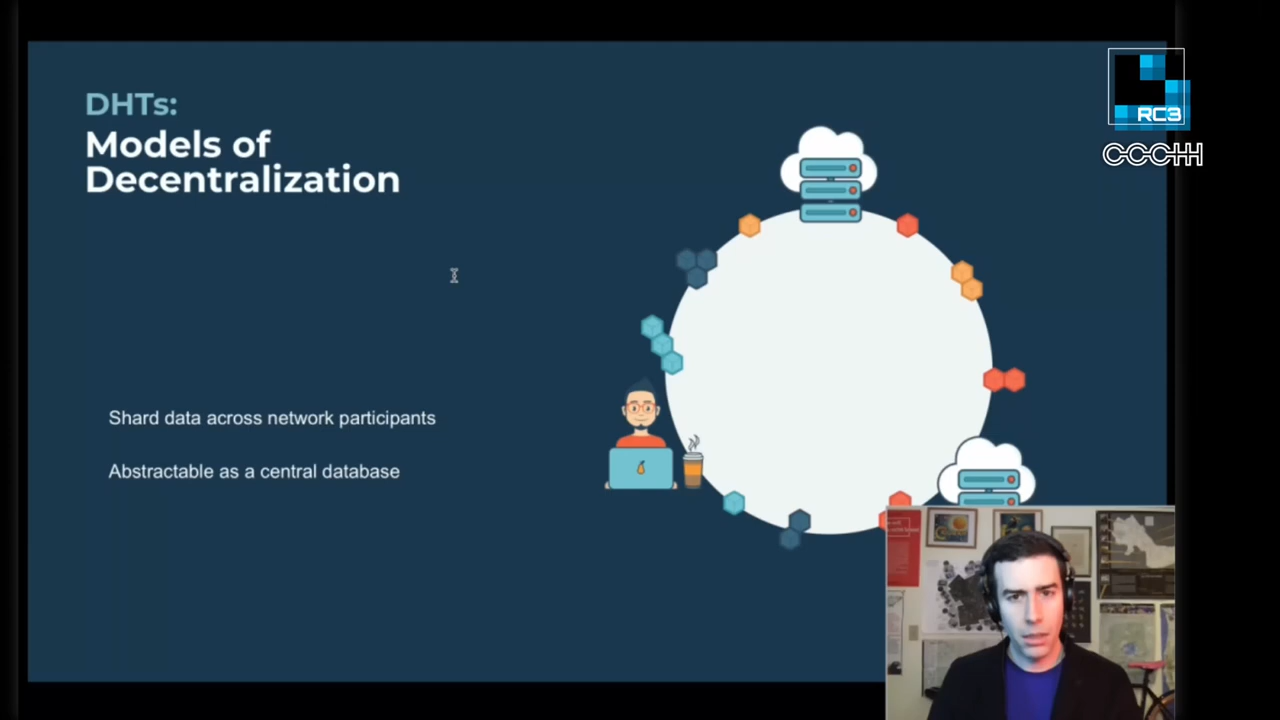 DHTs:
Models of
Decentralization
Shard data across network participants
Abstractable as a central database
RC3
CCCHH